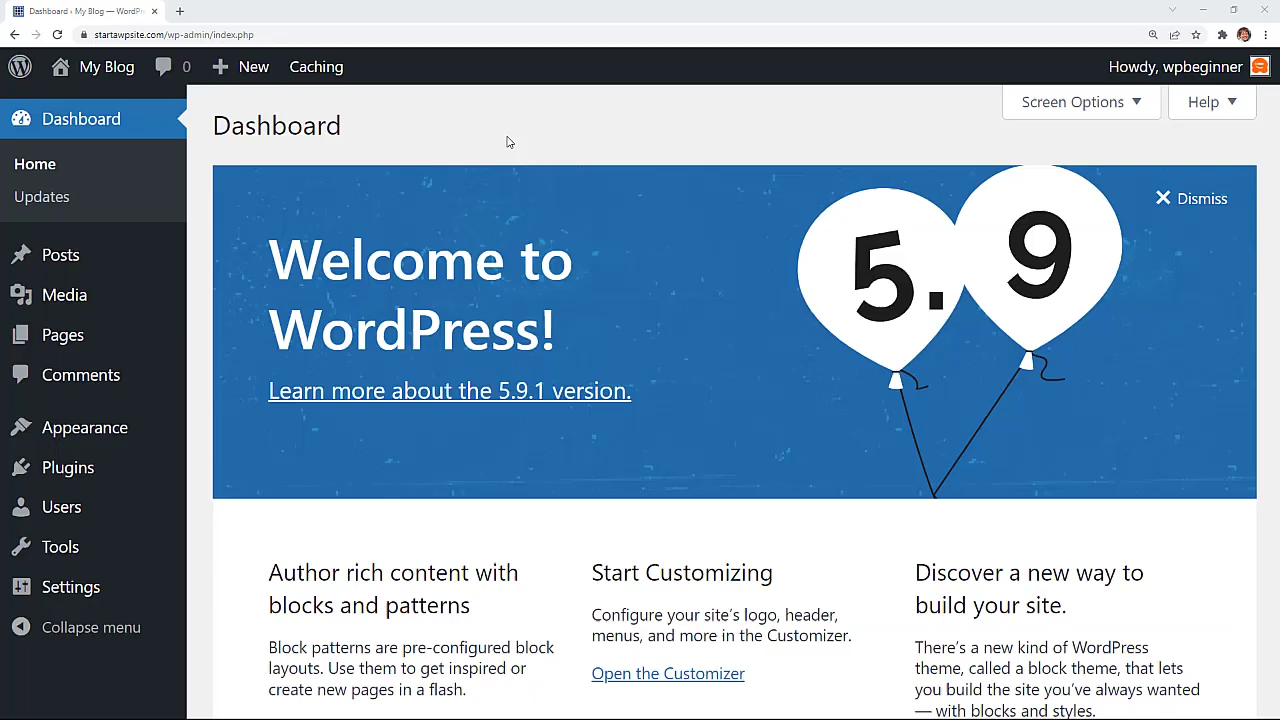 Dashboard ‹ My Blog — WordPr
startawpsite.com/wp-admin/index.php
My Blog
0
New
Caching
Howdy, wpbeginner
Dashboard
Home
Updates
Posts
Media
Pages
Comments
Appearance
Plugins
Users
Tools
Settings
Collapse menu
Screen Options
Help
Dashboard
Dismiss
Welcome to
WordPress!
Learn more about the 5.9.1 version.
5.9
Author rich content with
blocks and patterns
Block patterns are pre-configured block
layouts. Use them to get inspired or
create new pages in a flash.
Start Customizing
Configure your site’s logo, header,
menus, and more in the Customizer.
Open the Customizer
Discover a new way to
build your site.
There’s a new kind of WordPress
theme, called a block theme, that lets
you build the site you’ve always wanted
— with blocks and styles.